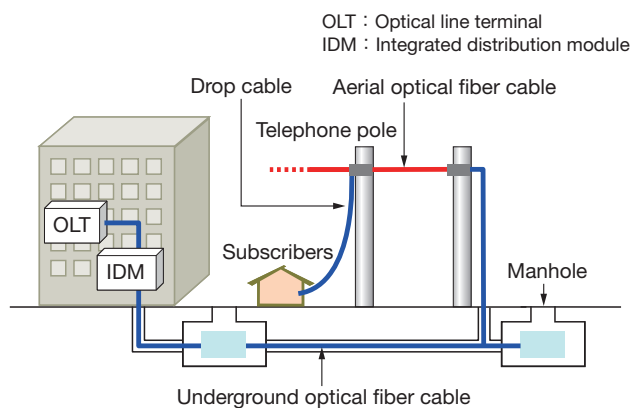 OLT：Optical line terminal
IDM：Integrated distribution module
Drop cable
Aerial optical fiber cable
Telephone pole
OLT
IDM
Subscribers
Manhole
Underground optical fiber cable